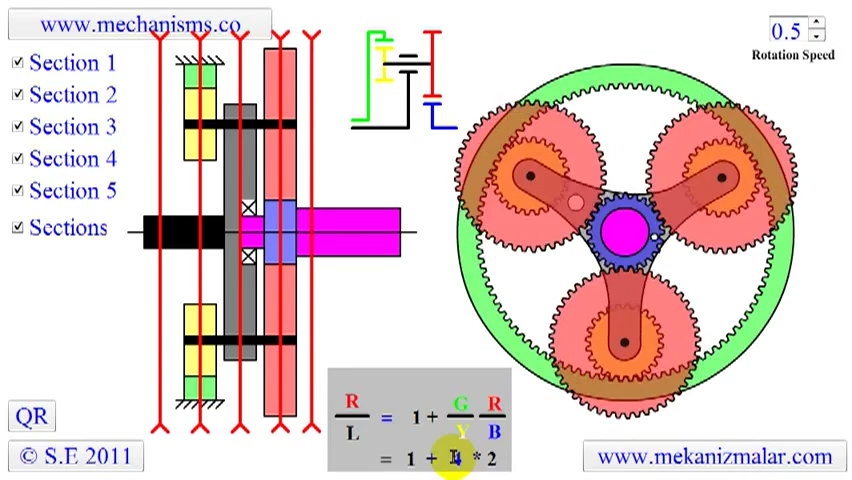 www.mechanisms.co
Section 1
Section 2
Section 3
Section 4
Section 5
Sections
0.5
Rotation Speed
R = 1 + G R
L Y B
= 1 + 4 * 2
QR
© S.E 2011
www.mekanizmalar.com